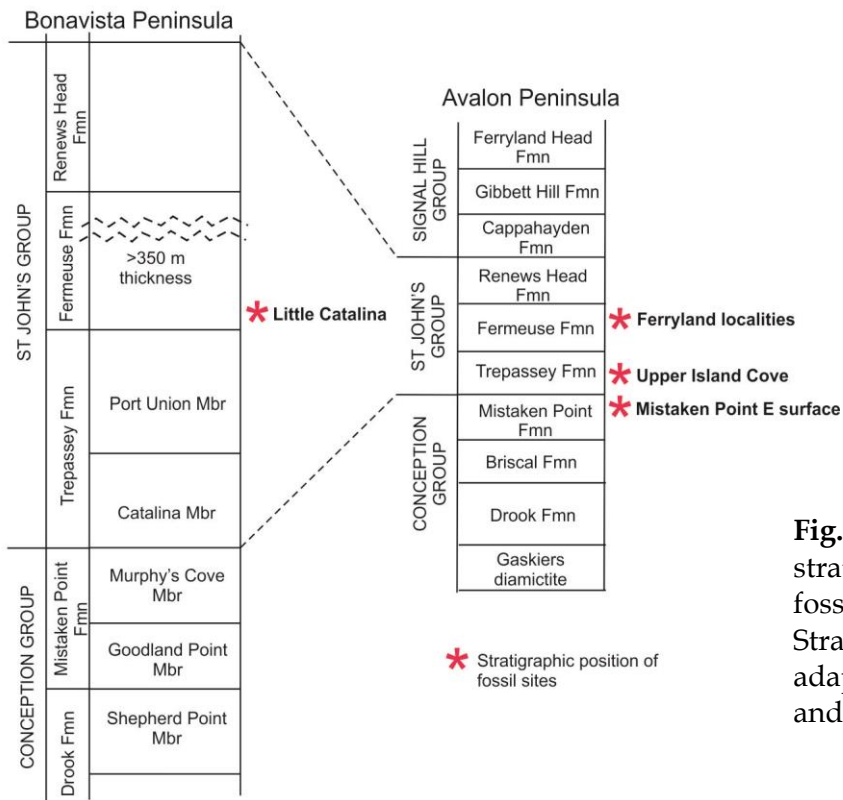 Bonavista Peninsula
ST JOHN'S GROUP
Renews Head
Fmn
Fermeuse Fmn
>350 m
thickness
Little Catalina
Trepassey Fmn
Port Union Mbr
Catalina Mbr
CONCEPTION GROUP
Mistaken Point
Fmn
Murphy's Cove
Mbr
Goodland Point
Mbr
Drook Fmn
Shepherd Point
Mbr
Avalon Peninsula
SIGNAL HILL
GROUP
Ferryland Head
Fmn
Gibbett Hill Fmn
Cappahayden
Fmn
ST JOHN'S
GROUP
Renews Head
Fmn
Fermeuse Fmn
Ferryland localities
Trepassey Fmn
Upper Island Cove
CONCEPTION
GROUP
Mistaken Point
Fmn
Mistaken Point E surface
Briscal Fmn
Drook Fmn
Gaskiers
diamictite
Stratigraphic position of
fossil sites
Fig.
strat
foss
Stra
adap
and